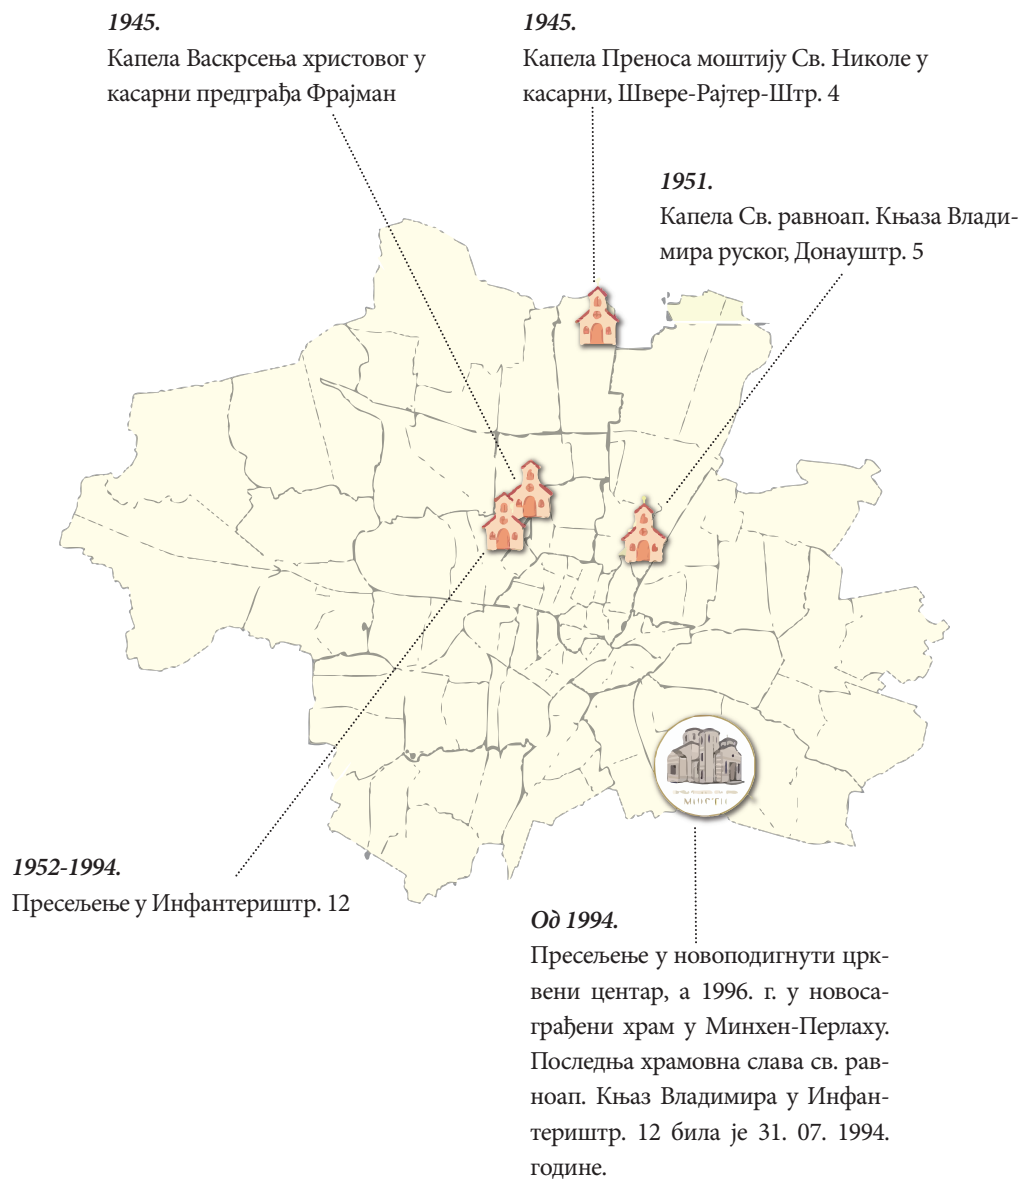 1945.
Капела Васкрсења христовог у
касарни предграђа Фрајман
1945.
Капела Преноса моштију Св. Николе у
касарни, Швере-Рајтер-Штр. 4
1951.
Капела Св. равноап. Књаза Влади-
мира руског, Донауштр. 5
1952-1994.
Пресељење у Инфантериштр. 12
Од 1994.
Пресељење у новоподигнути црк-
вени центар, а 1996. г. у новоса-
грађени храм у Минхен-Перлаху.
Последња храмовна слава св. рав-
ноап. Књаз Владимира у Инфан-
териштр. 12 била је 31. 07. 1994.
године.